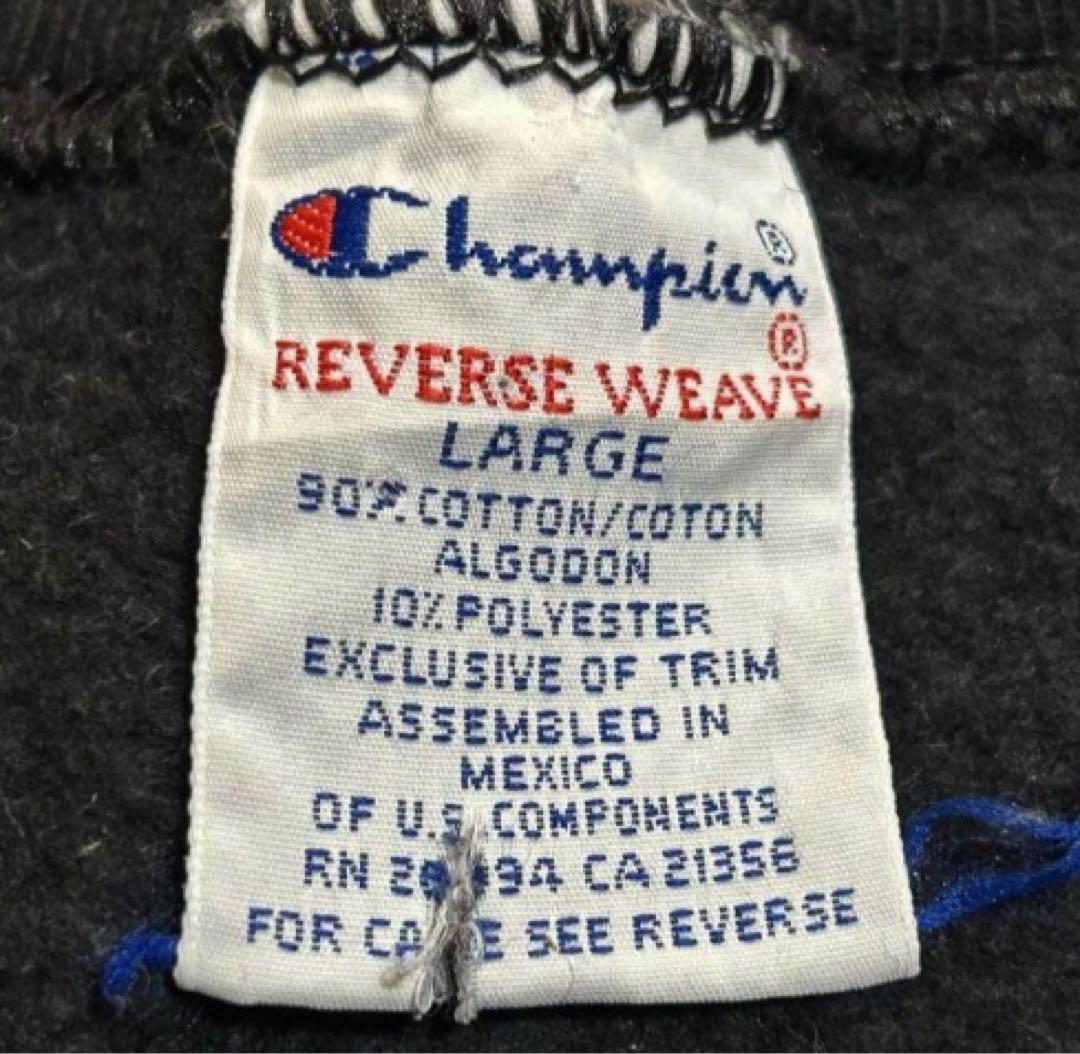 Champion®
REVERSE WEAVE®
LARGE
90% COTTON/COTON
ALGODON
10% POLYESTER
EXCLUSIVE OF TRIM
ASSEMBLED IN
MEXICO
OF U.S. COMPONENTS
RN CA 21356
FOR CARE SEE REVERSE